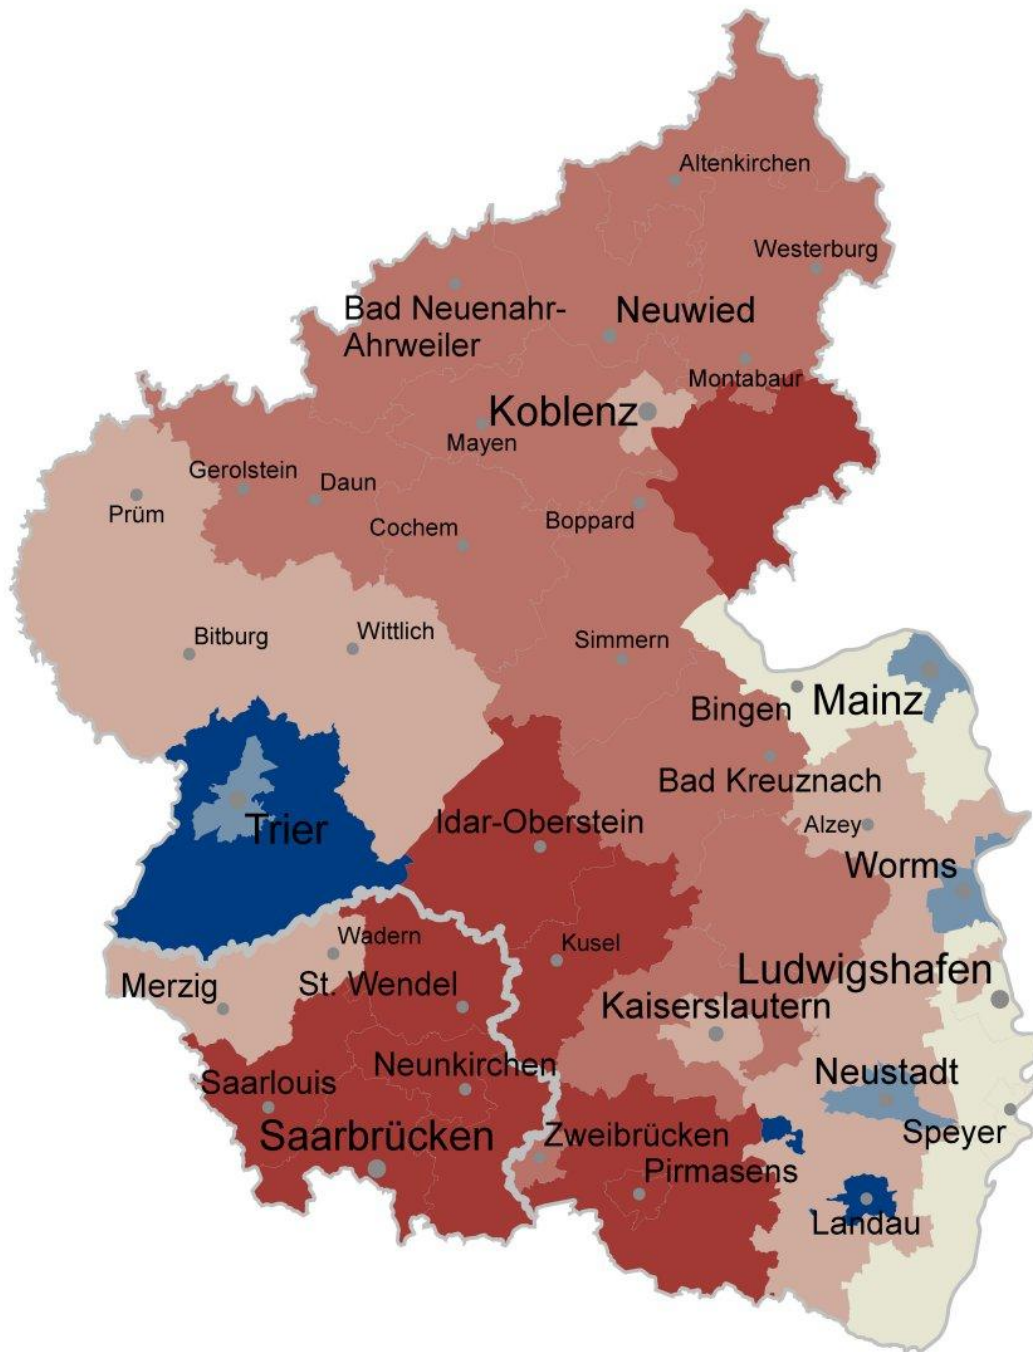 Altenkirchen
Westerburg
Bad Neuenahr-
Ahrweiler
Neuwied
Montabaur
Koblenz
Mayen
Gerolstein
Daun
Prüm
Cochem
Boppard
Bitburg
Wittlich
Simmern
Bingen
Mainz
Bad Kreuznach
Trier
Idar-Oberstein
Alzey
Worms
Wadern
Kusel
Merzig
St. Wendel
Ludwigshafen
Kaiserslautern
Neunkirchen
Saarlouis
Neustadt
Saarbrücken
Zweibrücken
Speyer
Pirmasens
Landau